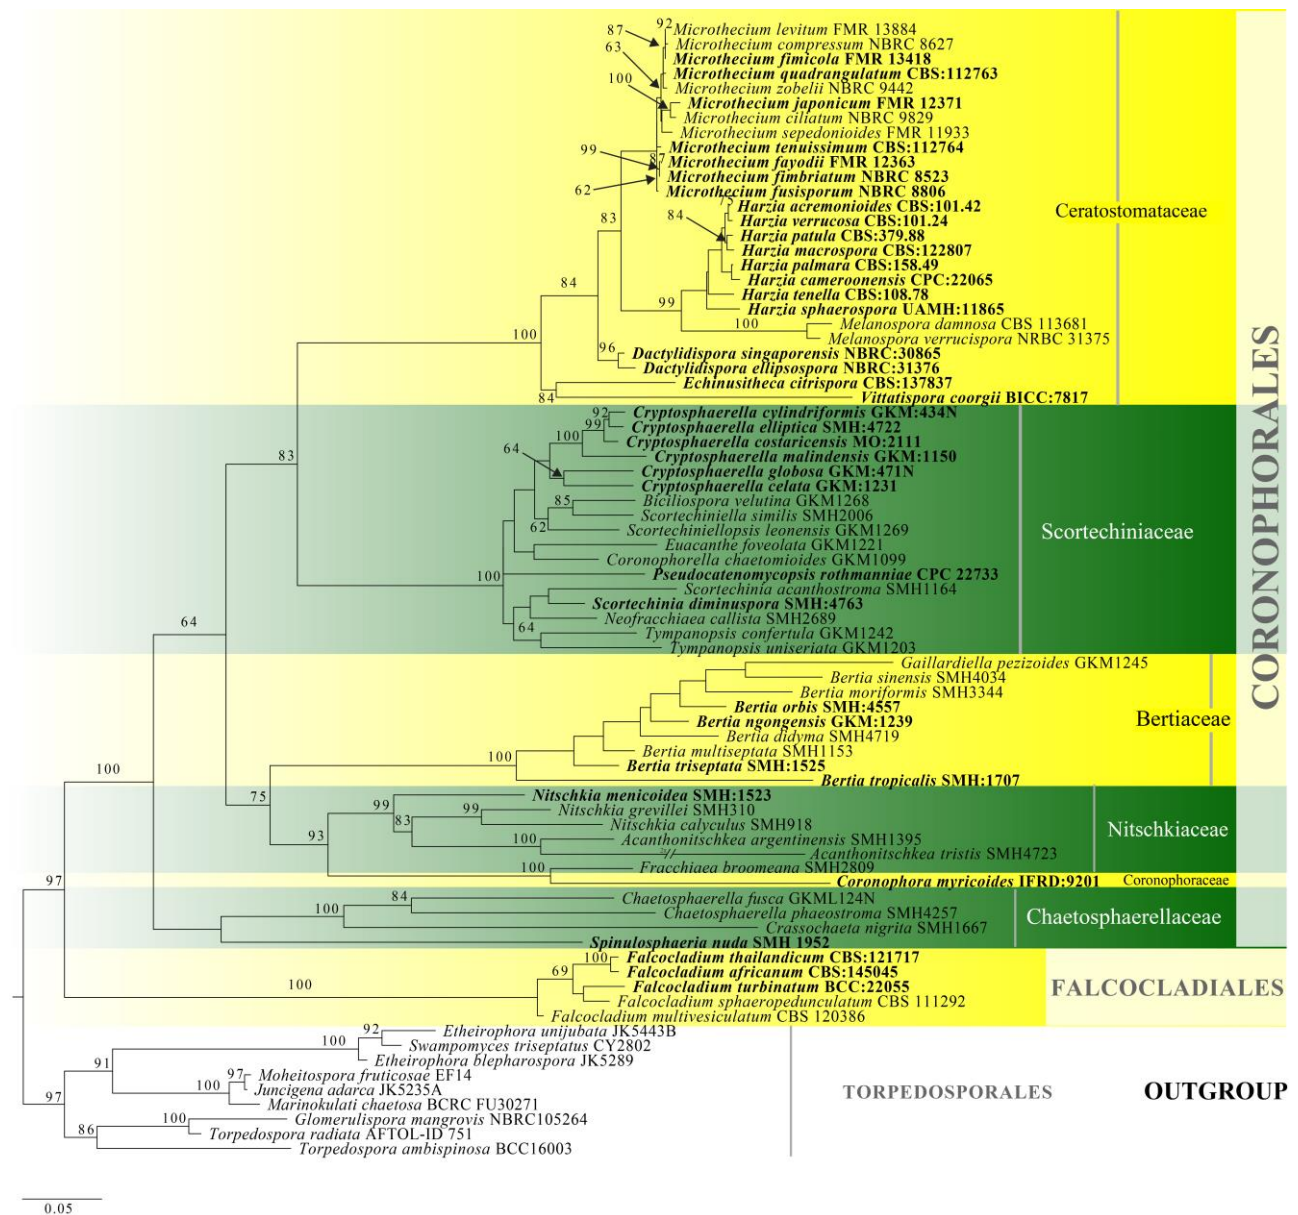 92 Microthecium levitum FMR 13884
87
Microthecium compressum NBRC 8627
63
Microthecium fimicola FMR 13418
Microthecium quadrangulatum CBS:112763
100
Microthecium zobelii NBRC 9442
Microthecium japonicum FMR 12371
Microthecium ciliatum NBRC 9829
Microthecium sepedonioides FMR 11933
Microthecium tenuissimum CBS:112764
99
87
Microthecium fayodii FMR 12363
Microthecium fimbriatum NBRC 8523
62
Microthecium fusisporum NBRC 8806
75
Harzia acremonioides CBS:101.42
84
83
Harzia verrucosa CBS:101.24
Ceratostomataceae
Harzia patula CBS:379.88
Harzia macrospora CBS:122807
Harzia palmara CBS:158.49
Harzia cameroonensis CPC:22065
84
Harzia tenella CBS:108.78
99
Harzia sphaerospora UAMH:11865
100
Melanospora damnosa CBS 113681
100
Melanospora verrucispora NRBC 31375
96
Dactylidispora singaporensis NBRC:30865
Dactylidispora ellipsospora NBRC:31376
Echinusitheca citrispora CBS:137837
84
Vittatispora coorgii BICC:7817
92
Cryptosphaerella cylindriformis GKM:434N
99
Cryptosphaerella elliptica SMH:4722
100
Cryptosphaerella costaricensis MO:2111
64
Cryptosphaerella malindensis GKM:1150
83
Cryptosphaerella globosa GKM:471N
Cryptosphaerella celata GKM:1231
85
Biciliospora velutina GKM1268
Scortechiniella similis SMH2006
62
Scortechiniellopsis leonensis GKM1269
Scortechiniaceae
Euacanthe foveolata GKM1221
Coronophorella chaetomioides GKM1099
100
Pseudocatenomycopsis rothmanniae CPC 22733
Scortechinia acanthostroma SMH1164
Scortechinia diminuspora SMH:4763
64
64
Neofracchiaea callista SMH2689
Tympanopsis confertula GKM1242
Tympanopsis uniseriata GKM1203
CORONOPHORALES
Gaillardiella pezizoides GKM1245
Bertia sinensis SMH4034
Bertia moriformis SMH3344
Bertia orbis SMH:4557
Bertia ngongensis GKM:1239
Bertiaceae
Bertia didyma SMH4719
100
Bertia multiseptata SMH1153
Bertia triseptata SMH:1525
100
Bertia tropicalis SMH:1707
75
Nitschkia menicoidea SMH:1523
99
99
Nitschkia grevillei SMH310
83
Nitschkia calyculus SMH918
Nitschkiaceae
93
100
Acanthonitschkea argentinensis SMH1395
Acanthonitschkea tristis SMH4723
100
Fracchiaea broomeana SMH2809
97
Coronophora myricoides IFRD:9201
Coronophoraceae
84
Chaetosphaerella fusca GKML124N
100
Chaetosphaerella phaeostroma SMH4257
Chaetosphaerellaceae
Crassochaeta nigrita SMH1667
Spinulosphaeria nuda SMH 1952
100
Falcocladium thailandicum CBS:121717
69
Falcocladium africanum CBS:145045
100
Falcocladium turbinatum BCC:22055
FALCOCLADIALES
Falcocladium sphaeropedunculatum CBS 111292
Falcocladium multivesiculatum CBS 120386
92
Etheirophora unijubata JK5443B
100
Swampomyces triseptatus CY2802
91
Etheirophora blepharospora JK5289
97
Moheitospora fruticosae EF14
100
Juncigena adarca JK5235A
TORPEDOSPORALES
OUTGROUP
97
Marinokulati chaetosa BCRC FU30271
100
Glomerulispora mangrovis NBRC105264
86
Torpedospora radiata AFTOL-ID 751
Torpedospora ambispinosa BCC16003
0.05